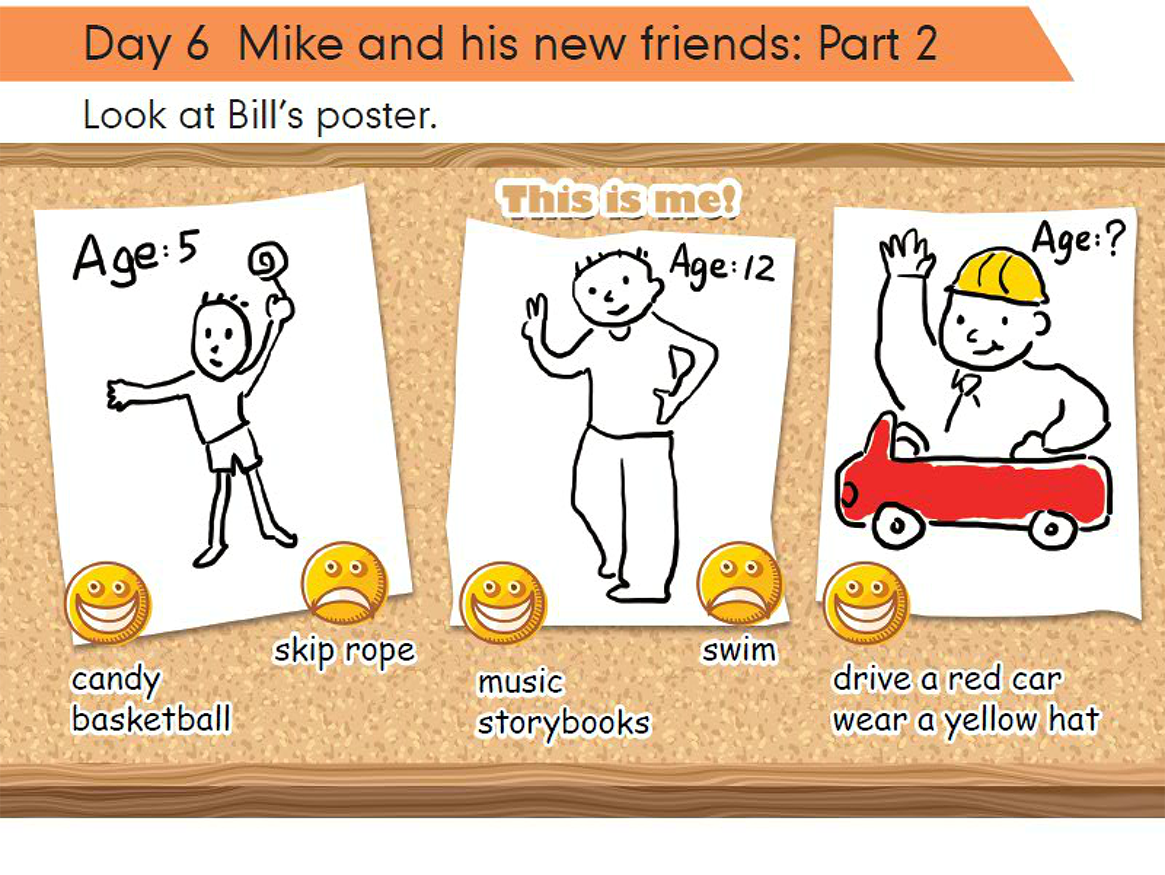 Day 6 Mike and his new friends: Part 2
Look at Bill's poster.
This is me!
Age: 5
candy
basketball
skip rope
Age: 12
music
storybooks
swim
Age: ?
drive a red car
wear a yellow hat